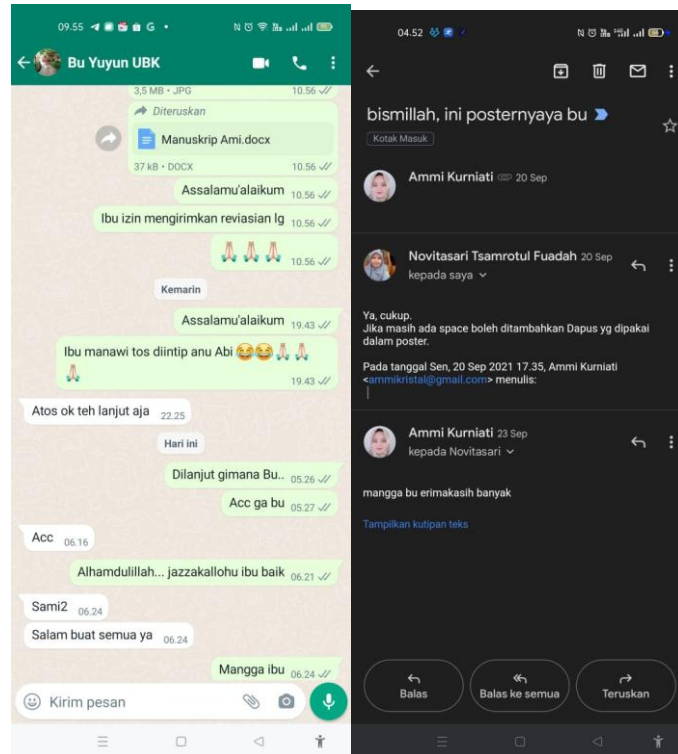 09.55
Bu Yuyun UBK
3,5 MB • JPG 10.56
Diteruskan
Manuskrip Ami.docx
37 kB • DOCX 10.56
Assalamu'alaikum 10.56
Ibu izin mengirimkan reviasian lg 10.56
🙏🏻 🙏🏻 🙏🏻 10.56
Kemarin
Assalamu'alaikum 19.43
Ibu manawi tos diintip anu Abi 😂😂🙏🏻 🙏🏻
🙏🏻 19.43
Atos ok teh lanjut aja 22.25
Hari ini
Dilanjut gimana Bu.. 05.26
Acc ga bu 05.27
Acc 06.16
Alhamdulillah... jazzakallohu ibu baik 06.21
Sami2 06.24
Salam buat semua ya 06.24
Mangga ibu 06.24
Kirim pesan
04.52
bismillah, ini posternyaya bu
Kotak Masuk
Ammi Kurniati 20 Sep
Novitasari Tsamrotul Fuadah 20 Sep
kepada saya
Ya, cukup.
Jika masih ada space boleh ditambahkan Dapus yg dipakai
dalam poster.
Pada tanggal Sen, 20 Sep 2021 17.35, Ammi Kurniati
<ammikristal@gmail.com> menulis:
Ammi Kurniati 23 Sep
kepada Novitasari
mangga bu erimakasih banyak
Tampilkan kutipan teks
Balas
Balas ke semua
Teruskan